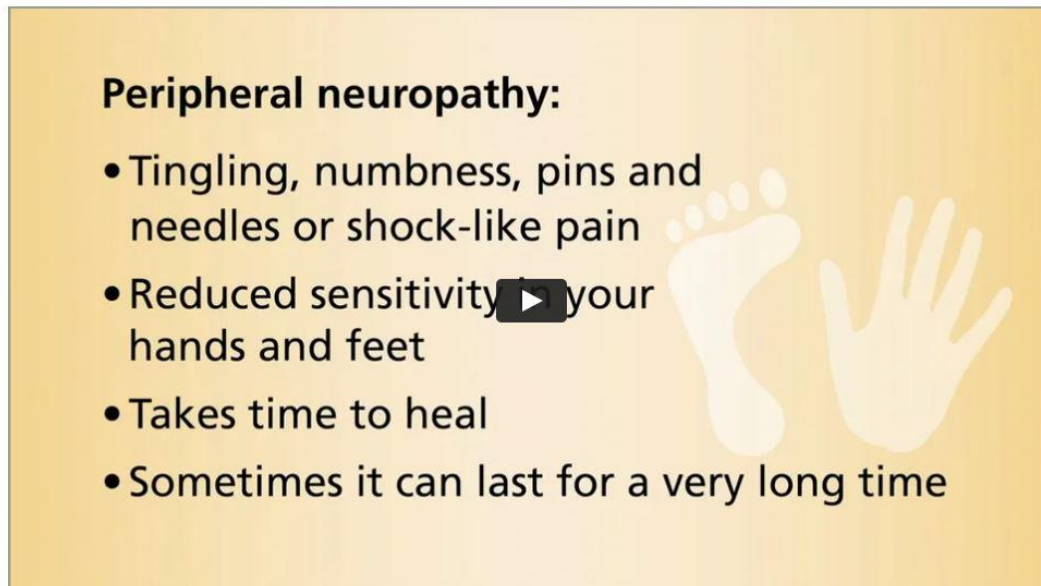 Peripheral neuropathy:
• Tingling, numbness, pins and
needles or shock-like pain
• Reduced sensitivity in your
hands and feet
• Takes time to heal
• Sometimes it can last for a very long time